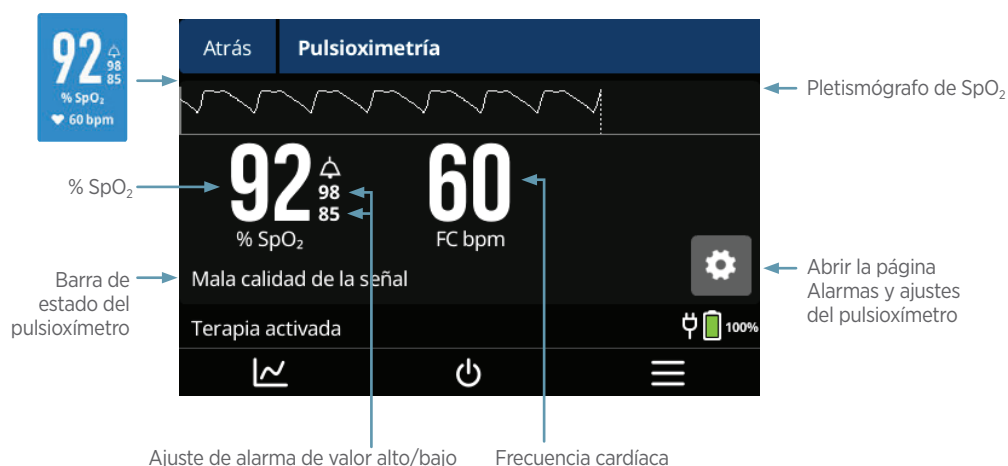 92
98
85
% SpO₂
60 bpm
Atrás
Pulsioximetría
Pletismógrafo de SpO₂
% SpO₂
92
98
85
% SpO₂
60
FC bpm
Barra de
estado del
pulsioxímetro
Mala calidad de la señal
Abrir la página
Alarmas y ajustes
del pulsioxímetro
Terapia activada
100%
Ajuste de alarma de valor alto/bajo
Frecuencia cardíaca